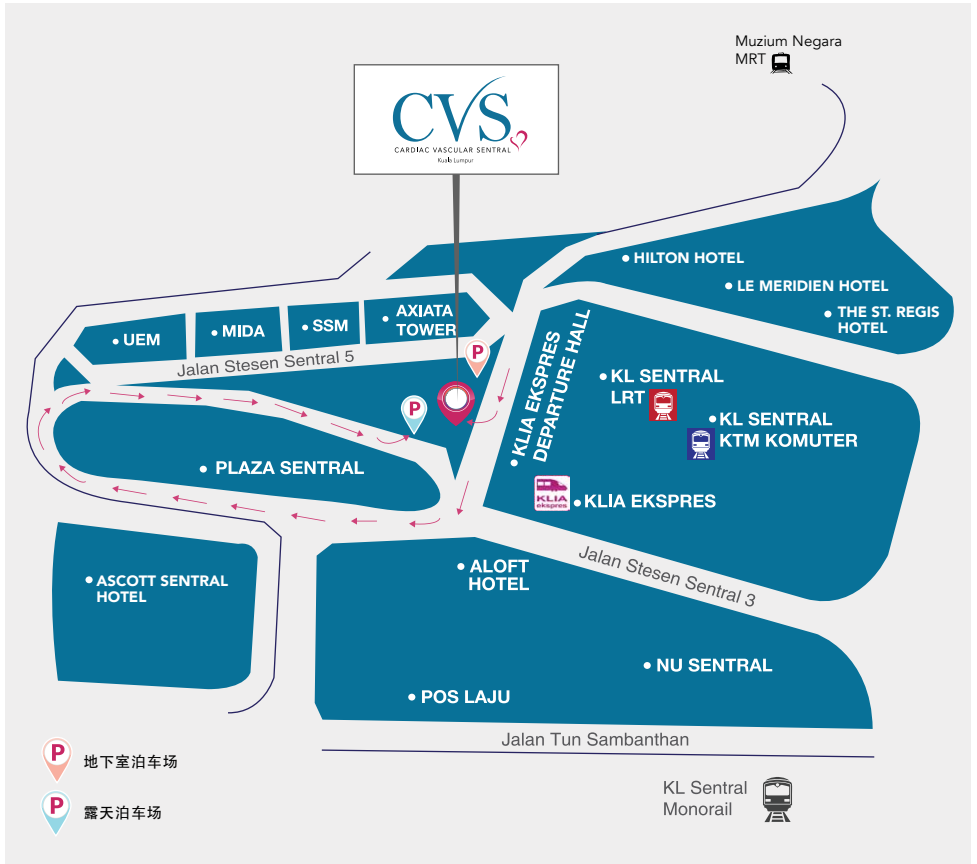 Muzium Negara
MRT
CVS
CARDIAC VASCULAR SENTRAL
Kuala Lumpur
HILTON HOTEL
LE MERIDIEN HOTEL
THE ST. REGIS
HOTEL
AXIATA
TOWER
SSM
MIDA
UEM
Jalan Stesen Sentral 5
P
P
KLIA EKSPRES
DEPARTURE HALL
KL SENTRAL
LRT
KL SENTRAL
KTM KOMUTER
PLAZA SENTRAL
KLIA
ekspres
KLIA EKSPRES
Jalan Stesen Sentral 3
ALOFT
HOTEL
ASCOTT SENTRAL
HOTEL
NU SENTRAL
POS LAJU
Jalan Tun Sambanthan
P
地下室泊车场
P
露天泊车场
KL Sentral
Monorail